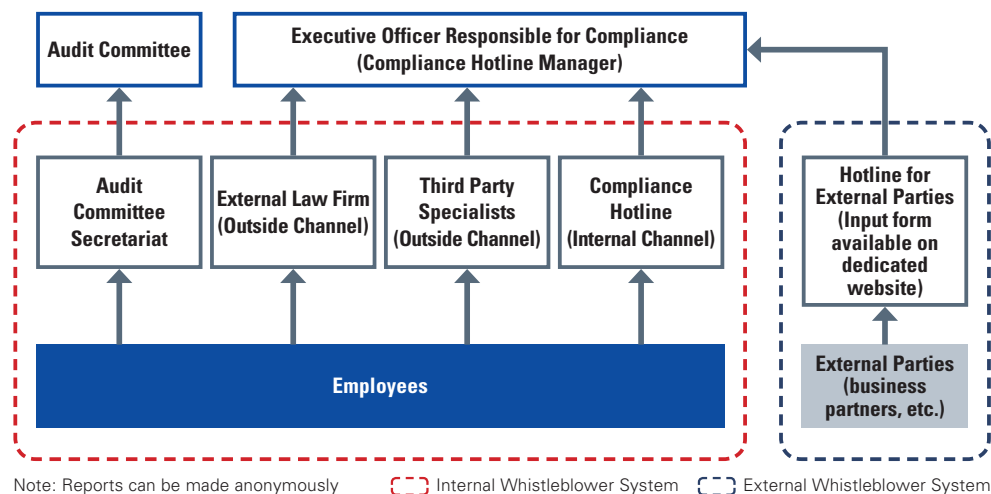 Audit Committee
Executive Officer Responsible for Compliance
(Compliance Hotline Manager)
Audit
Committee
Secretariat
External Law Firm
(Outside Channel)
Third Party
Specialists
(Outside Channel)
Compliance
Hotline
(Internal Channel)
Hotline for
External Parties
(Input form
available on
dedicated
website)
Employees
External Parties
(business
partners, etc.)
Note: Reports can be made anonymously
Internal Whistleblower System
External Whistleblower System